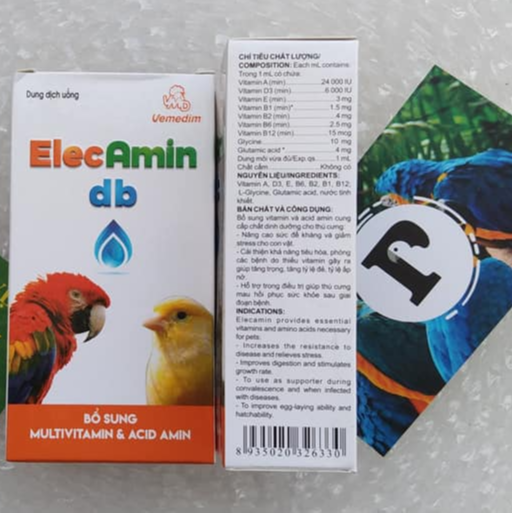 Dung dịch uống
Vemedim
ElecAmin
db
BỔ SUNG
MULTIVITAMIN & ACID AMIN
CHỈ TIÊU CHẤT LƯỢNG/
COMPOSITION: Each mL contains:
Trong 1 mL có chứa:
Vitamin A (min)..........24 000 IU
Vitamin D3 (min)..........6 000 IU
Vitamin E (min)..........3 mg
Vitamin B1 (min)*..........1.5 mg
Vitamin B2 (min)..........4 mg
Vitamin B6 (min)..........2.5 mg
Vitamin B12 (min)..........15 mcg
Glycine..........10 mg
Glutamic acid *..........4 mg
Dung môi vừa đủ/Exp. qs..........1 mL
Chất cấm..........Không có
NGUYÊN LIỆU/INGREDIENTS:
Vitamin A, D3, E, B6, B2, B1, B12;
L-Glycine, Glutamic acid, nước tinh
khiết.
BẢN CHẤT VÀ CÔNG DỤNG:
Bổ sung vitamin và acid amin cung
cấp chất dinh dưỡng cho thú cưng:
- Nâng cao sức đề kháng và giảm
stress cho con vật.
- Cải thiện khả năng tiêu hóa, phòng
các bệnh do thiếu vitamin gây ra
giúp tăng trọng, tăng tỷ lệ đẻ, tỷ lệ ấp
nở.
- Hỗ trợ trong điều trị giúp thú cưng
mau hồi phục sức khỏe sau giai
đoạn bệnh.
INDICATIONS:
Elecamin provides essential
vitamins and amino acids necessary
for pets:
- Increases the resistance to
disease and relieves stress.
- Improves digestion and stimulates
growth rate.
- To use as supporter during
convalescence and when infected
with diseases.
- To improve egg-laying ability and
hatchability.
8 935020 326330